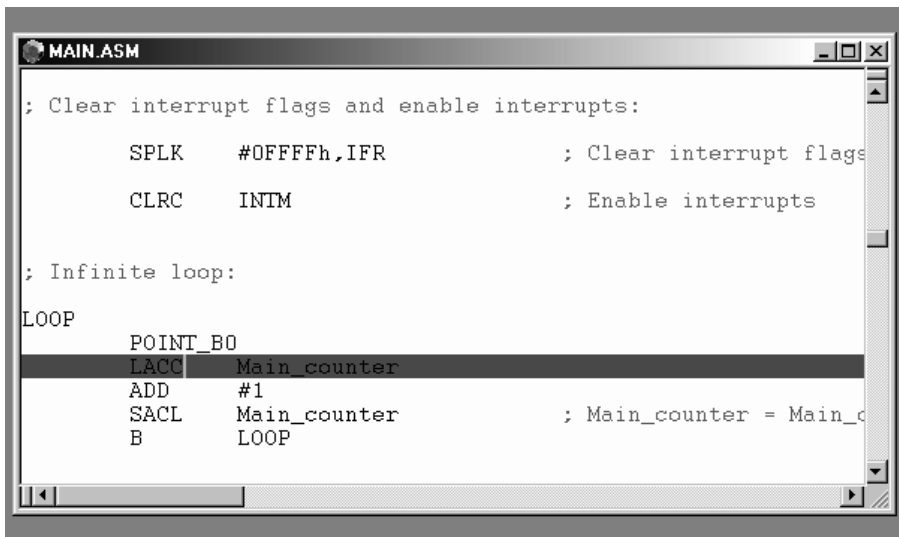 MAIN.ASM
; Clear interrupt flags and enable interrupts:
SPLK #0FFFFh,IFR ; Clear interrupt flags
CLRC INTM ; Enable interrupts
; Infinite loop:
LOOP
POINT_B0
LACC Main_counter
ADD #1
SACL Main_counter ; Main_counter = Main_c
B LOOP